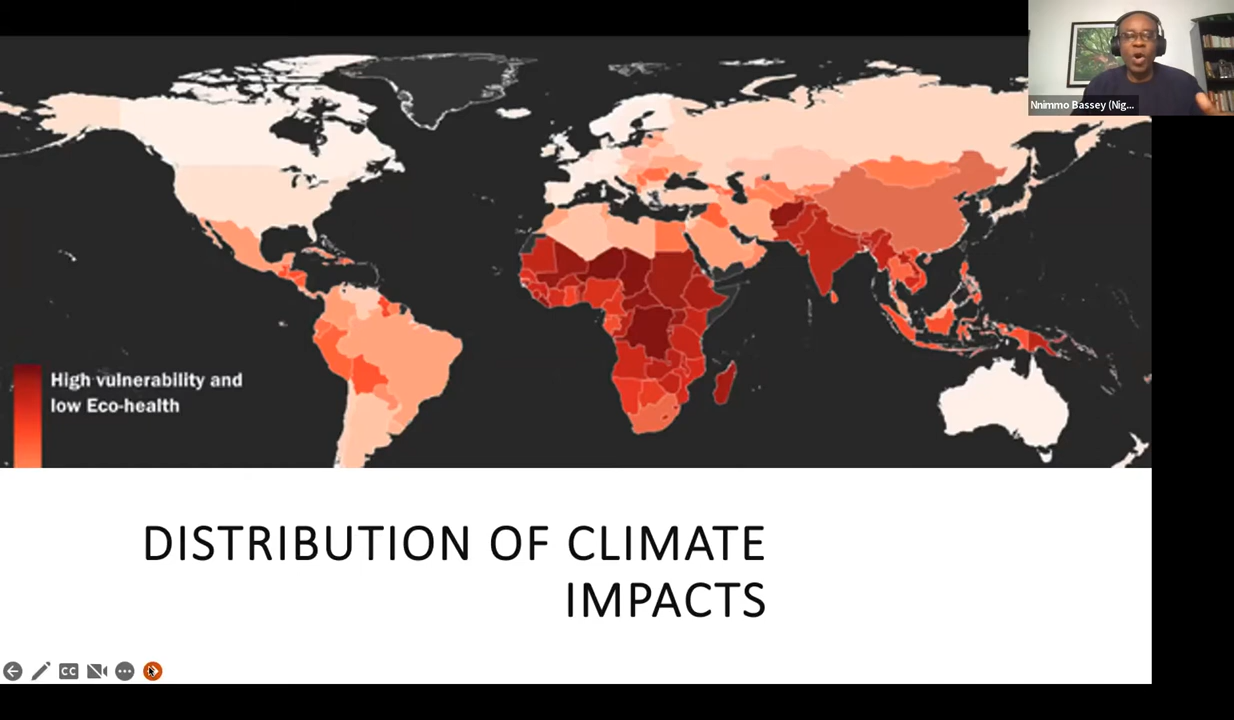 Nnimmo Bassey (Nig...
High vulnerability and
low Eco-health
DISTRIBUTION OF CLIMATE
IMPACTS
CC